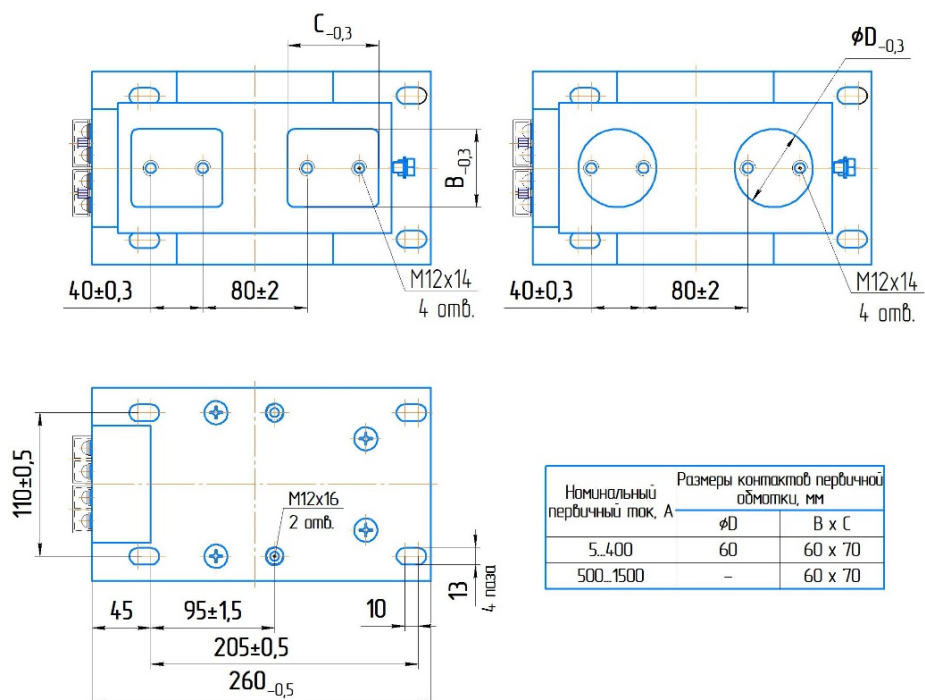 C-0,3
B-0,3
M12x14
4 отв.
40±0,3
80±2
ϕD-0,3
M12x14
4 отв.
40±0,3
80±2
110±0,5
M12x16
2 отв.
13
4 паза
45
95±1,5
10
205±0,5
260-0,5
Номинальный первичный ток, А
Размеры контактов первичной обмотки, мм
ϕD
В х С
5...400
60
60 х 70
500...1500
–
60 х 70